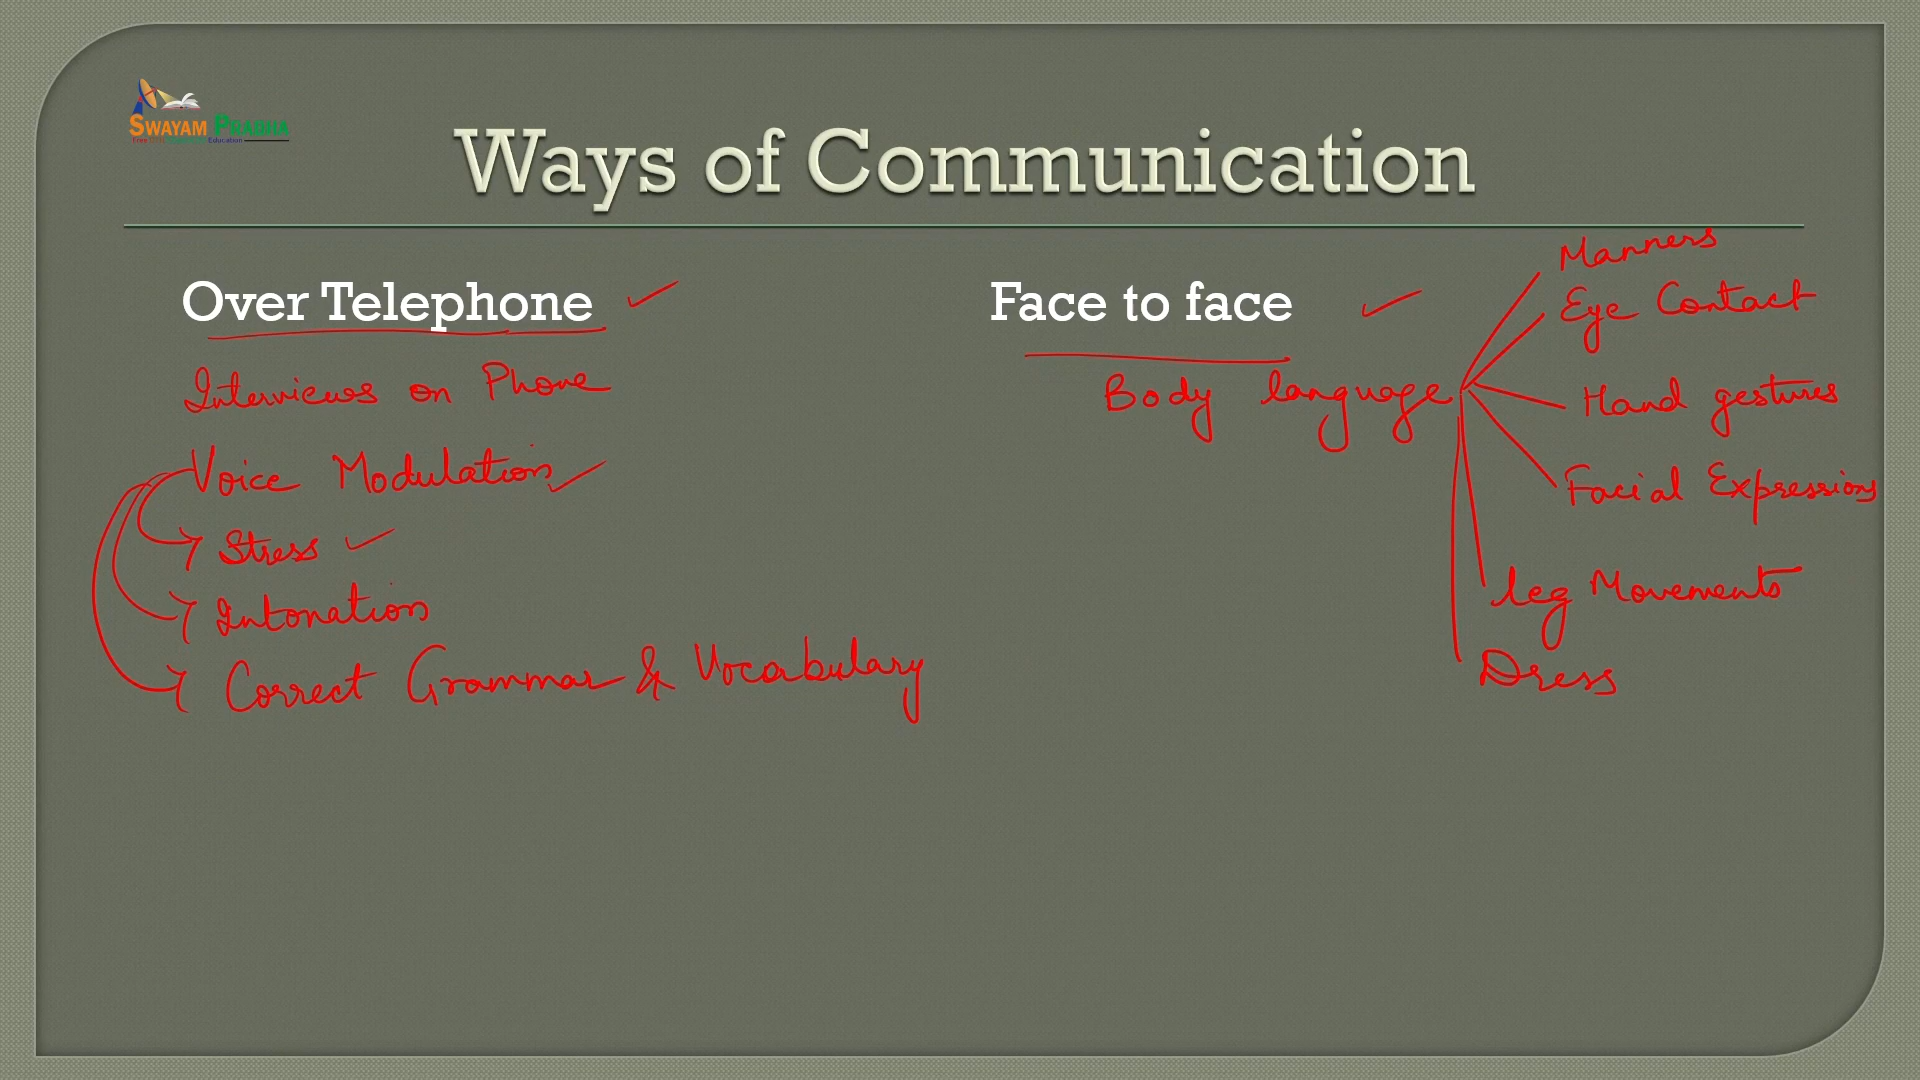 SWAYAM PRABHA
Ways of Communication
Over Telephone
Interviews on Phone
Voice Modulation
Stress
Intonation
Correct Grammar & Vocabulary
Face to face
Body language
Manners
Eye Contact
Hand gestures
Facial Expressions
Leg Movements
Dress